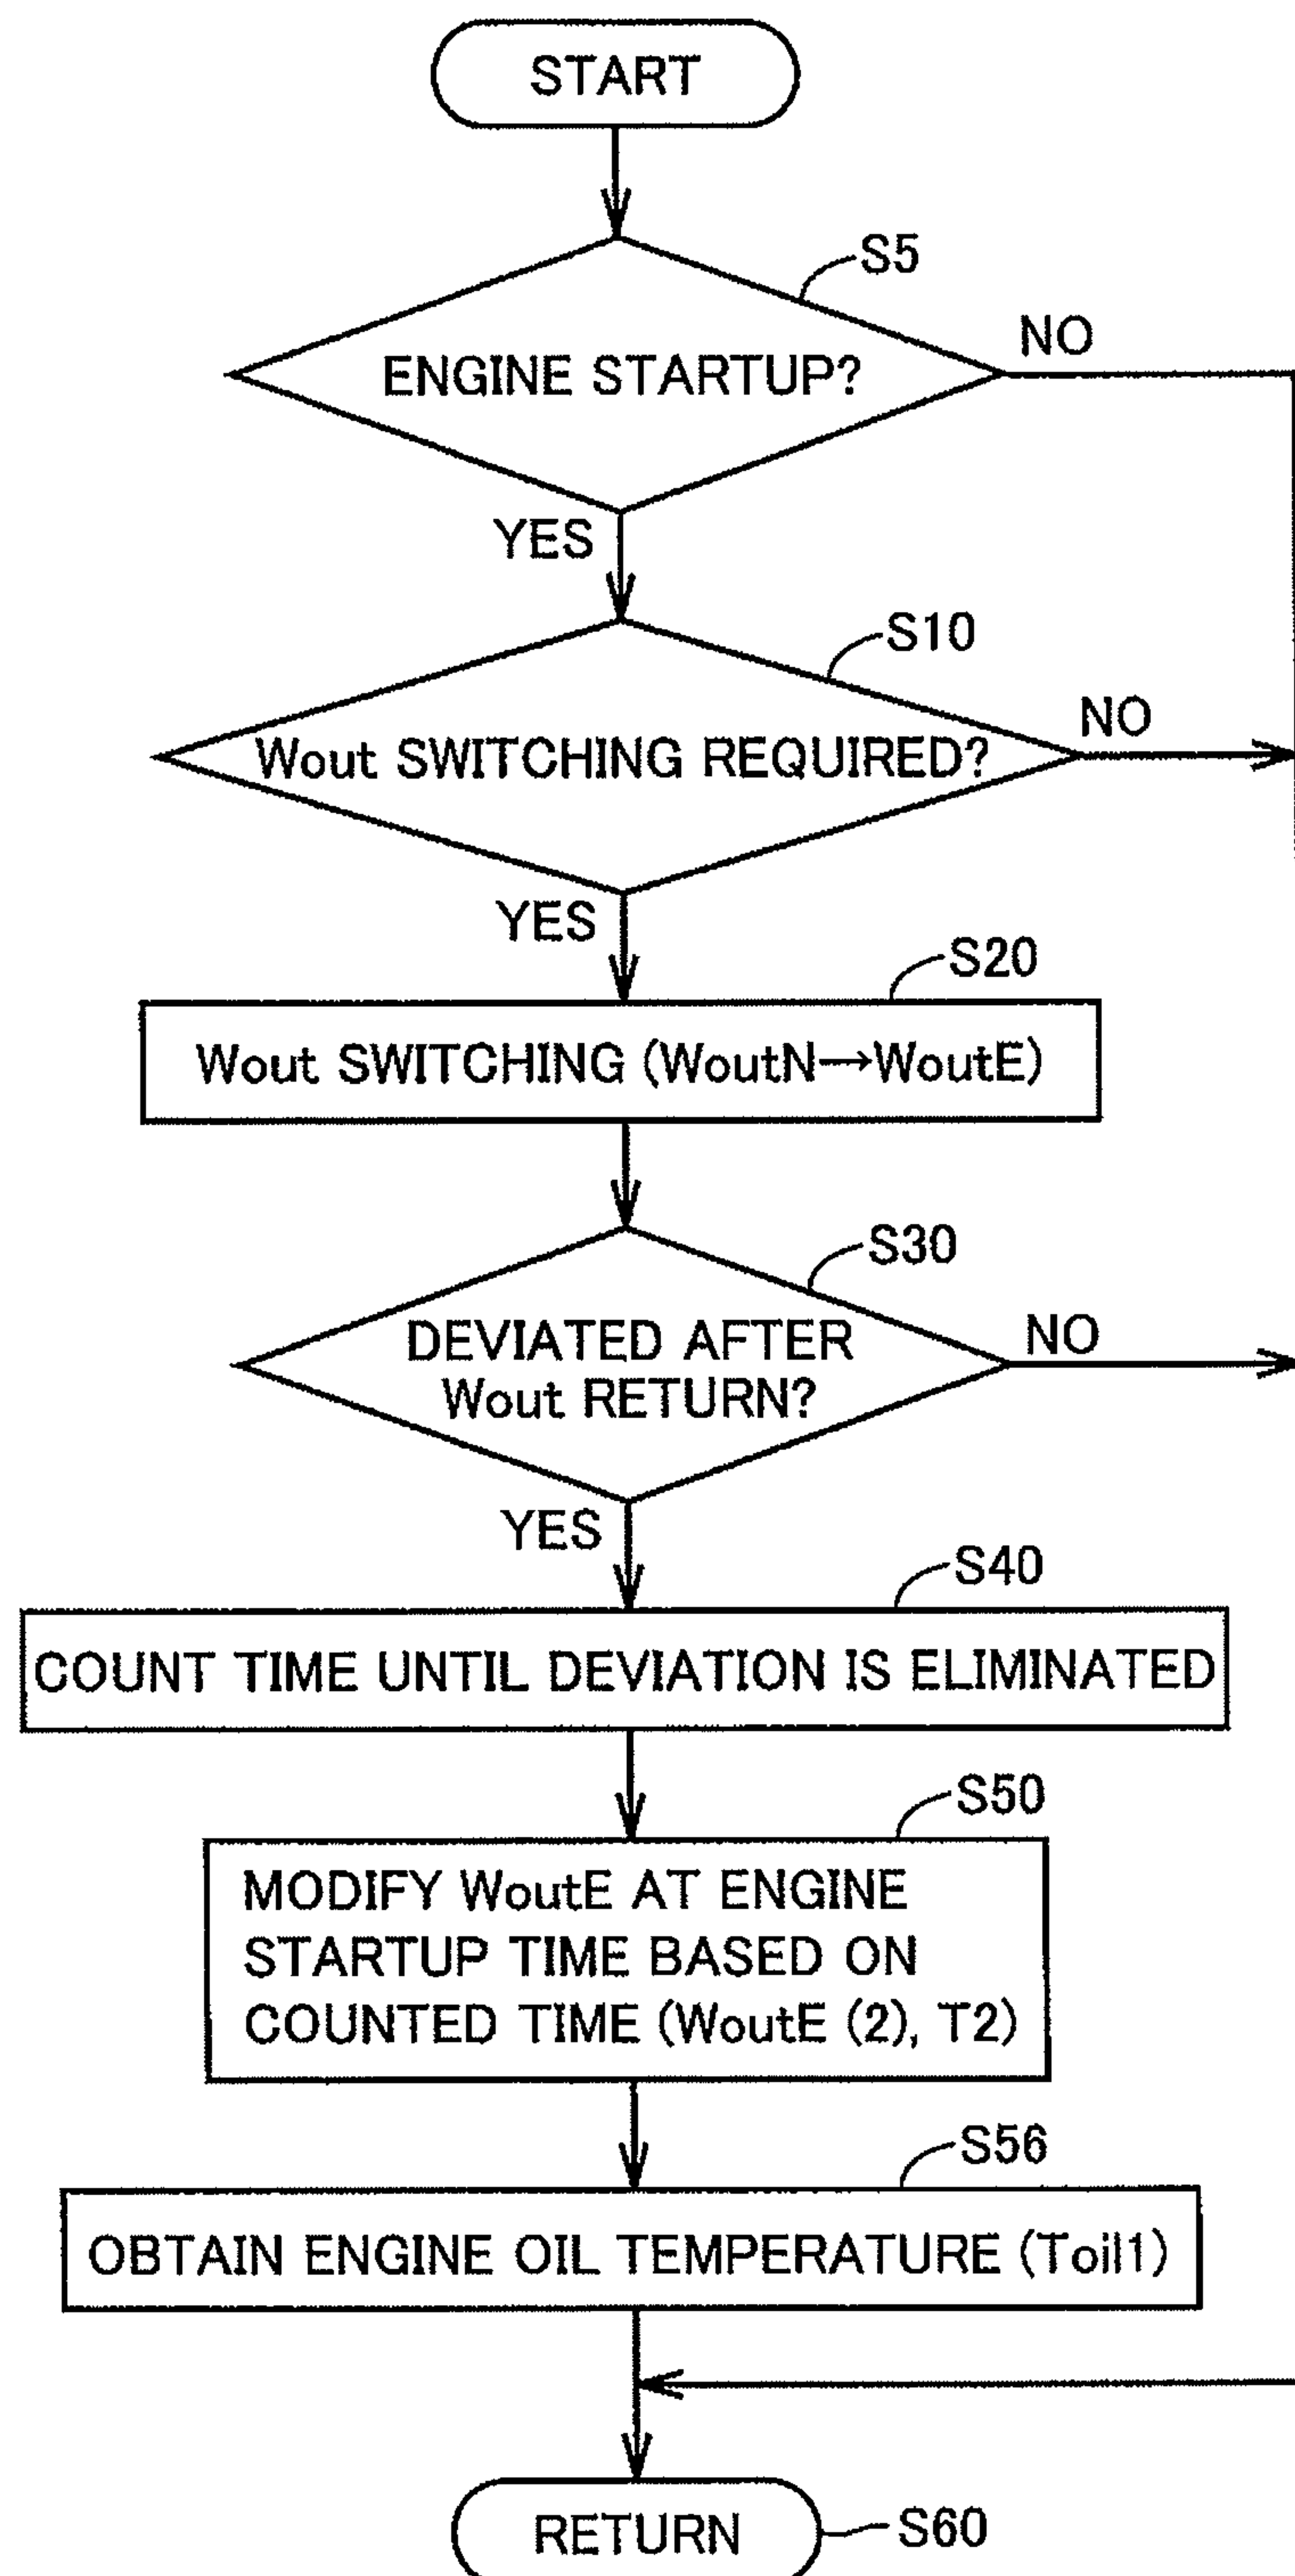 START
S5
ENGINE STARTUP?
NO
YES
S10
Wout SWITCHING REQUIRED?
NO
YES
S20
Wout SWITCHING (WoutN→WoutE)
S30
DEVIATED AFTER
Wout RETURN?
NO
YES
S40
COUNT TIME UNTIL DEVIATION IS ELIMINATED
S50
MODIFY WoutE AT ENGINE
STARTUP TIME BASED ON
COUNTED TIME (WoutE (2), T2)
S56
OBTAIN ENGINE OIL TEMPERATURE (Toil1)
RETURN
S60